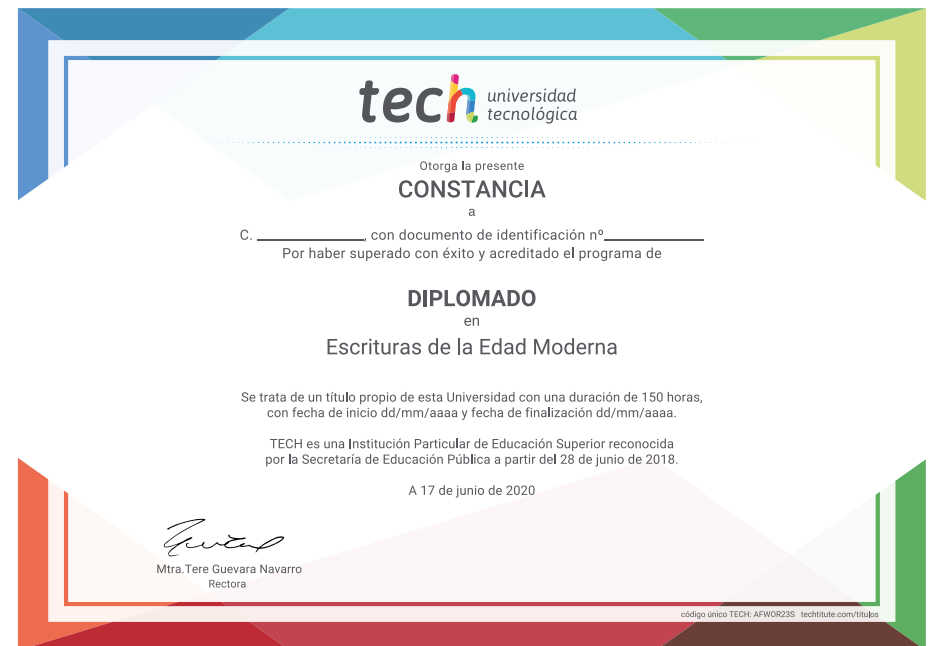 tech universidad
tecnológica
Otorga la presente
CONSTANCIA
a
C. ______________, con documento de identificación nº_____________
Por haber superado con éxito y acreditado el programa de
DIPLOMADO
en
Escrituras de la Edad Moderna
Se trata de un título propio de esta Universidad con una duración de 150 horas,
con fecha de inicio dd/mm/aaaa y fecha de finalización dd/mm/aaaa.
TECH es una Institución Particular de Educación Superior reconocida
por la Secretaría de Educación Pública a partir del 28 de junio de 2018.
A 17 de junio de 2020
Mtra.Tere Guevara Navarro
Rectora
código único TECH: AFWOR23S techtitute.com/titulos